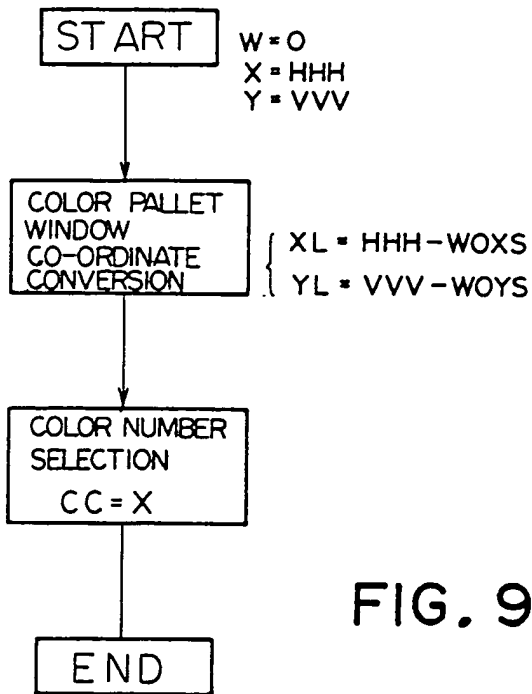 START
W = 0
X = HHH
Y = VVV
COLOR PALLET
WINDOW
CO-ORDINATE
CONVERSION
XL = HHH-WOXS
YL = VVV-WOYS
COLOR NUMBER
SELECTION
CC = X
FIG. 9
END